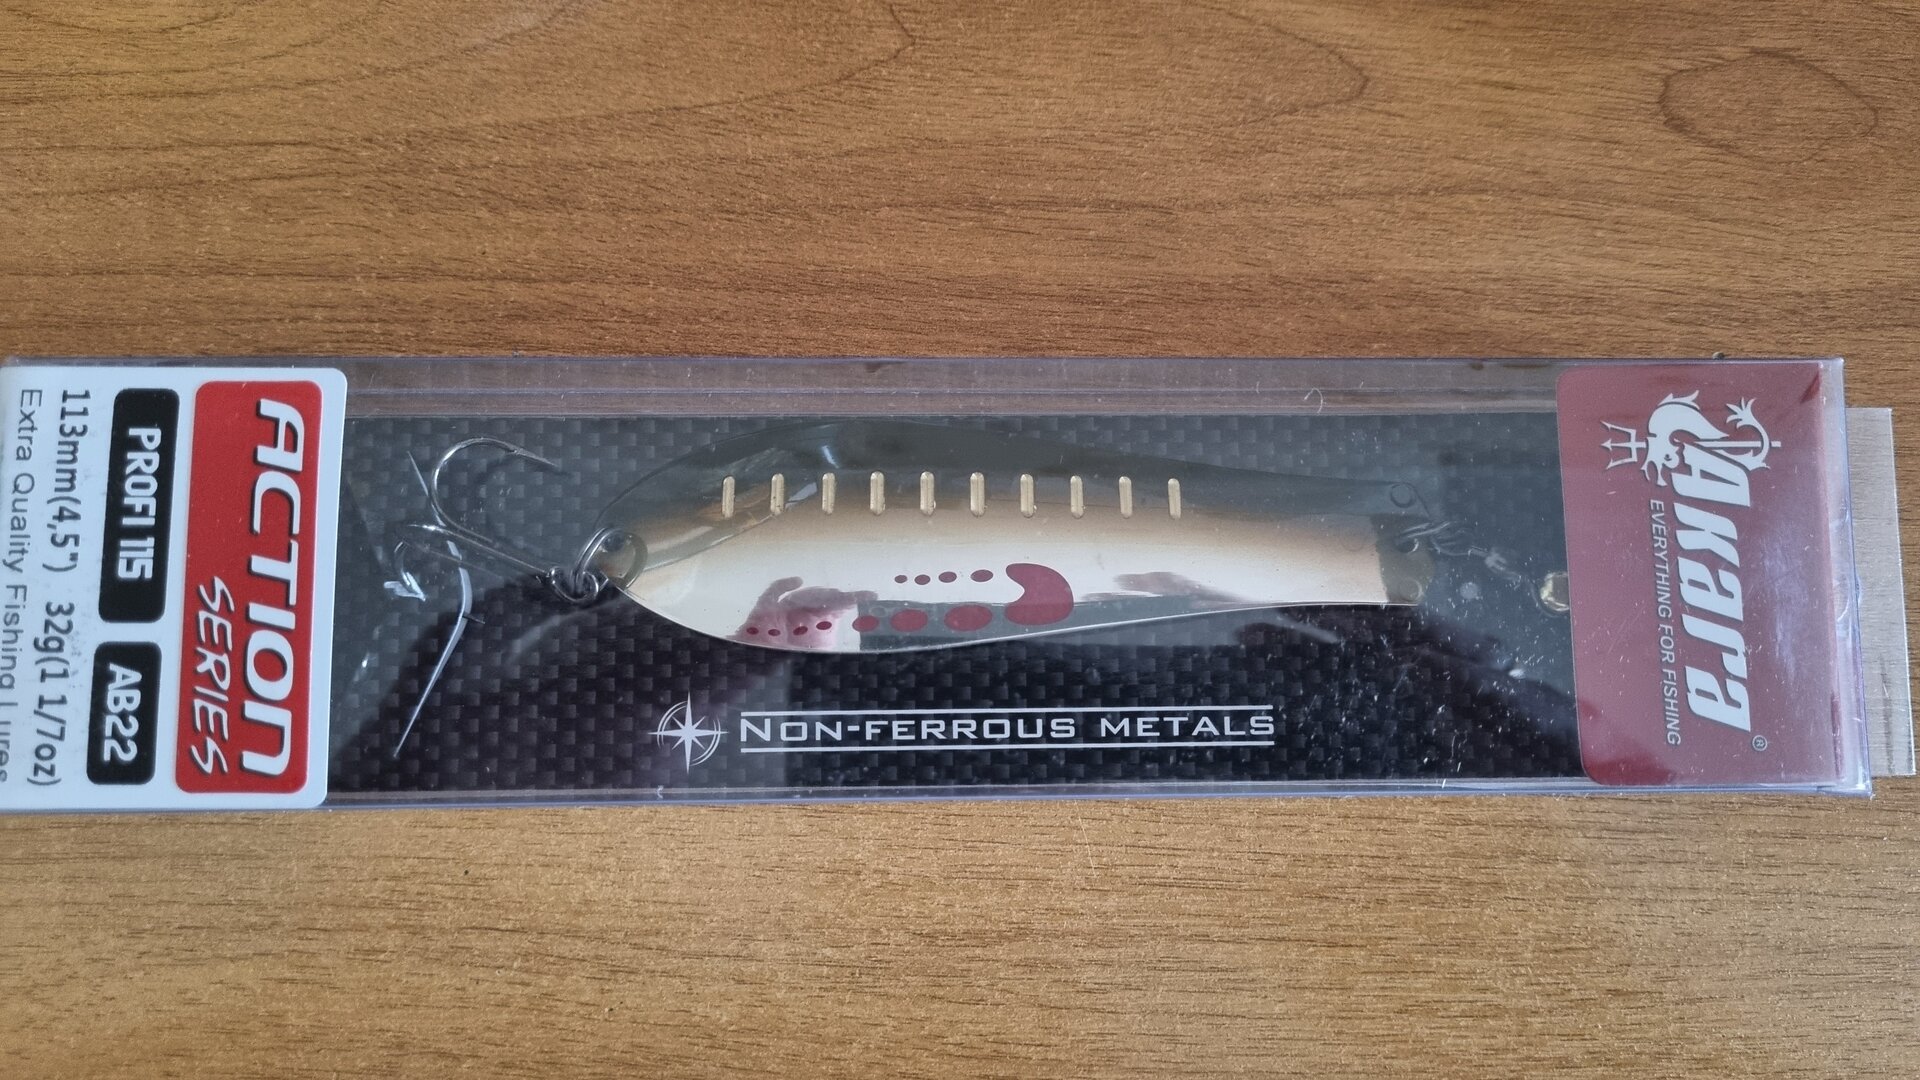 ACTION
SERIES
PROFI 115
AB22
113mm(4,5") 32g(1 1/7oz)
Extra Quality Fishing Lures
NON-FERROUS METALS
Akara®
EVERYTHING FOR FISHING